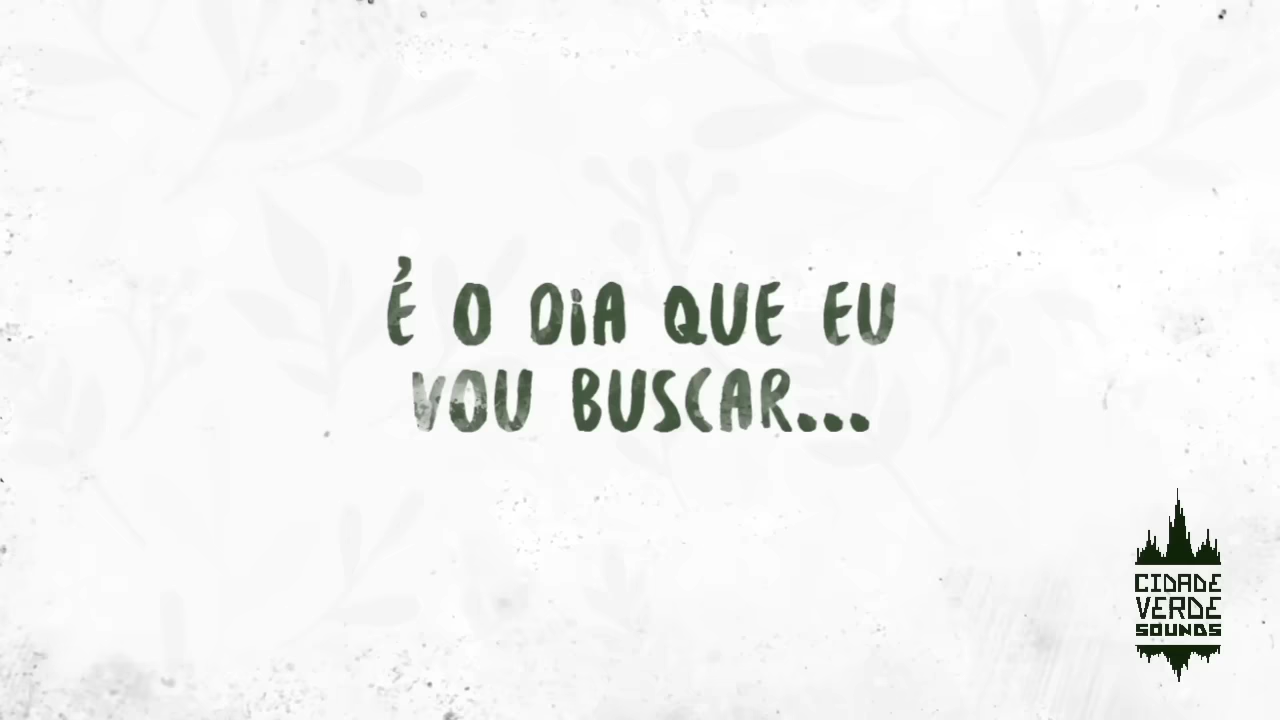 É O DiA QUE EU
VOU BUSCAR...
CIDADE
VERDE
SOUNDS